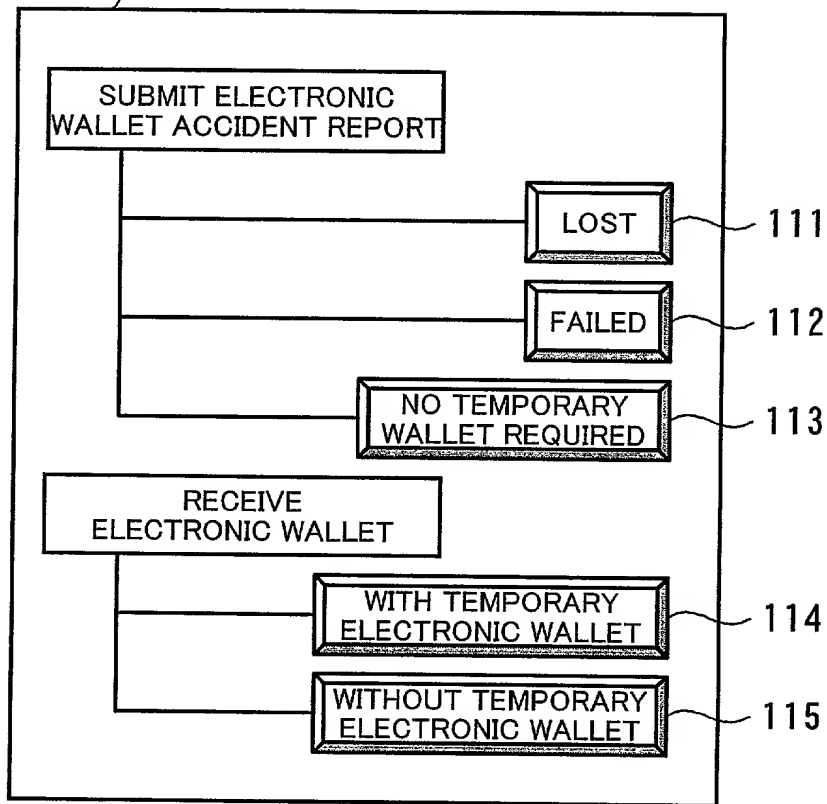 SUBMIT ELECTRONIC
WALLET ACCIDENT REPORT
LOST
111
FAILED
112
NO TEMPORARY
WALLET REQUIRED
113
RECEIVE
ELECTRONIC WALLET
WITH TEMPORARY
ELECTRONIC WALLET
114
WITHOUT TEMPORARY
ELECTRONIC WALLET
115